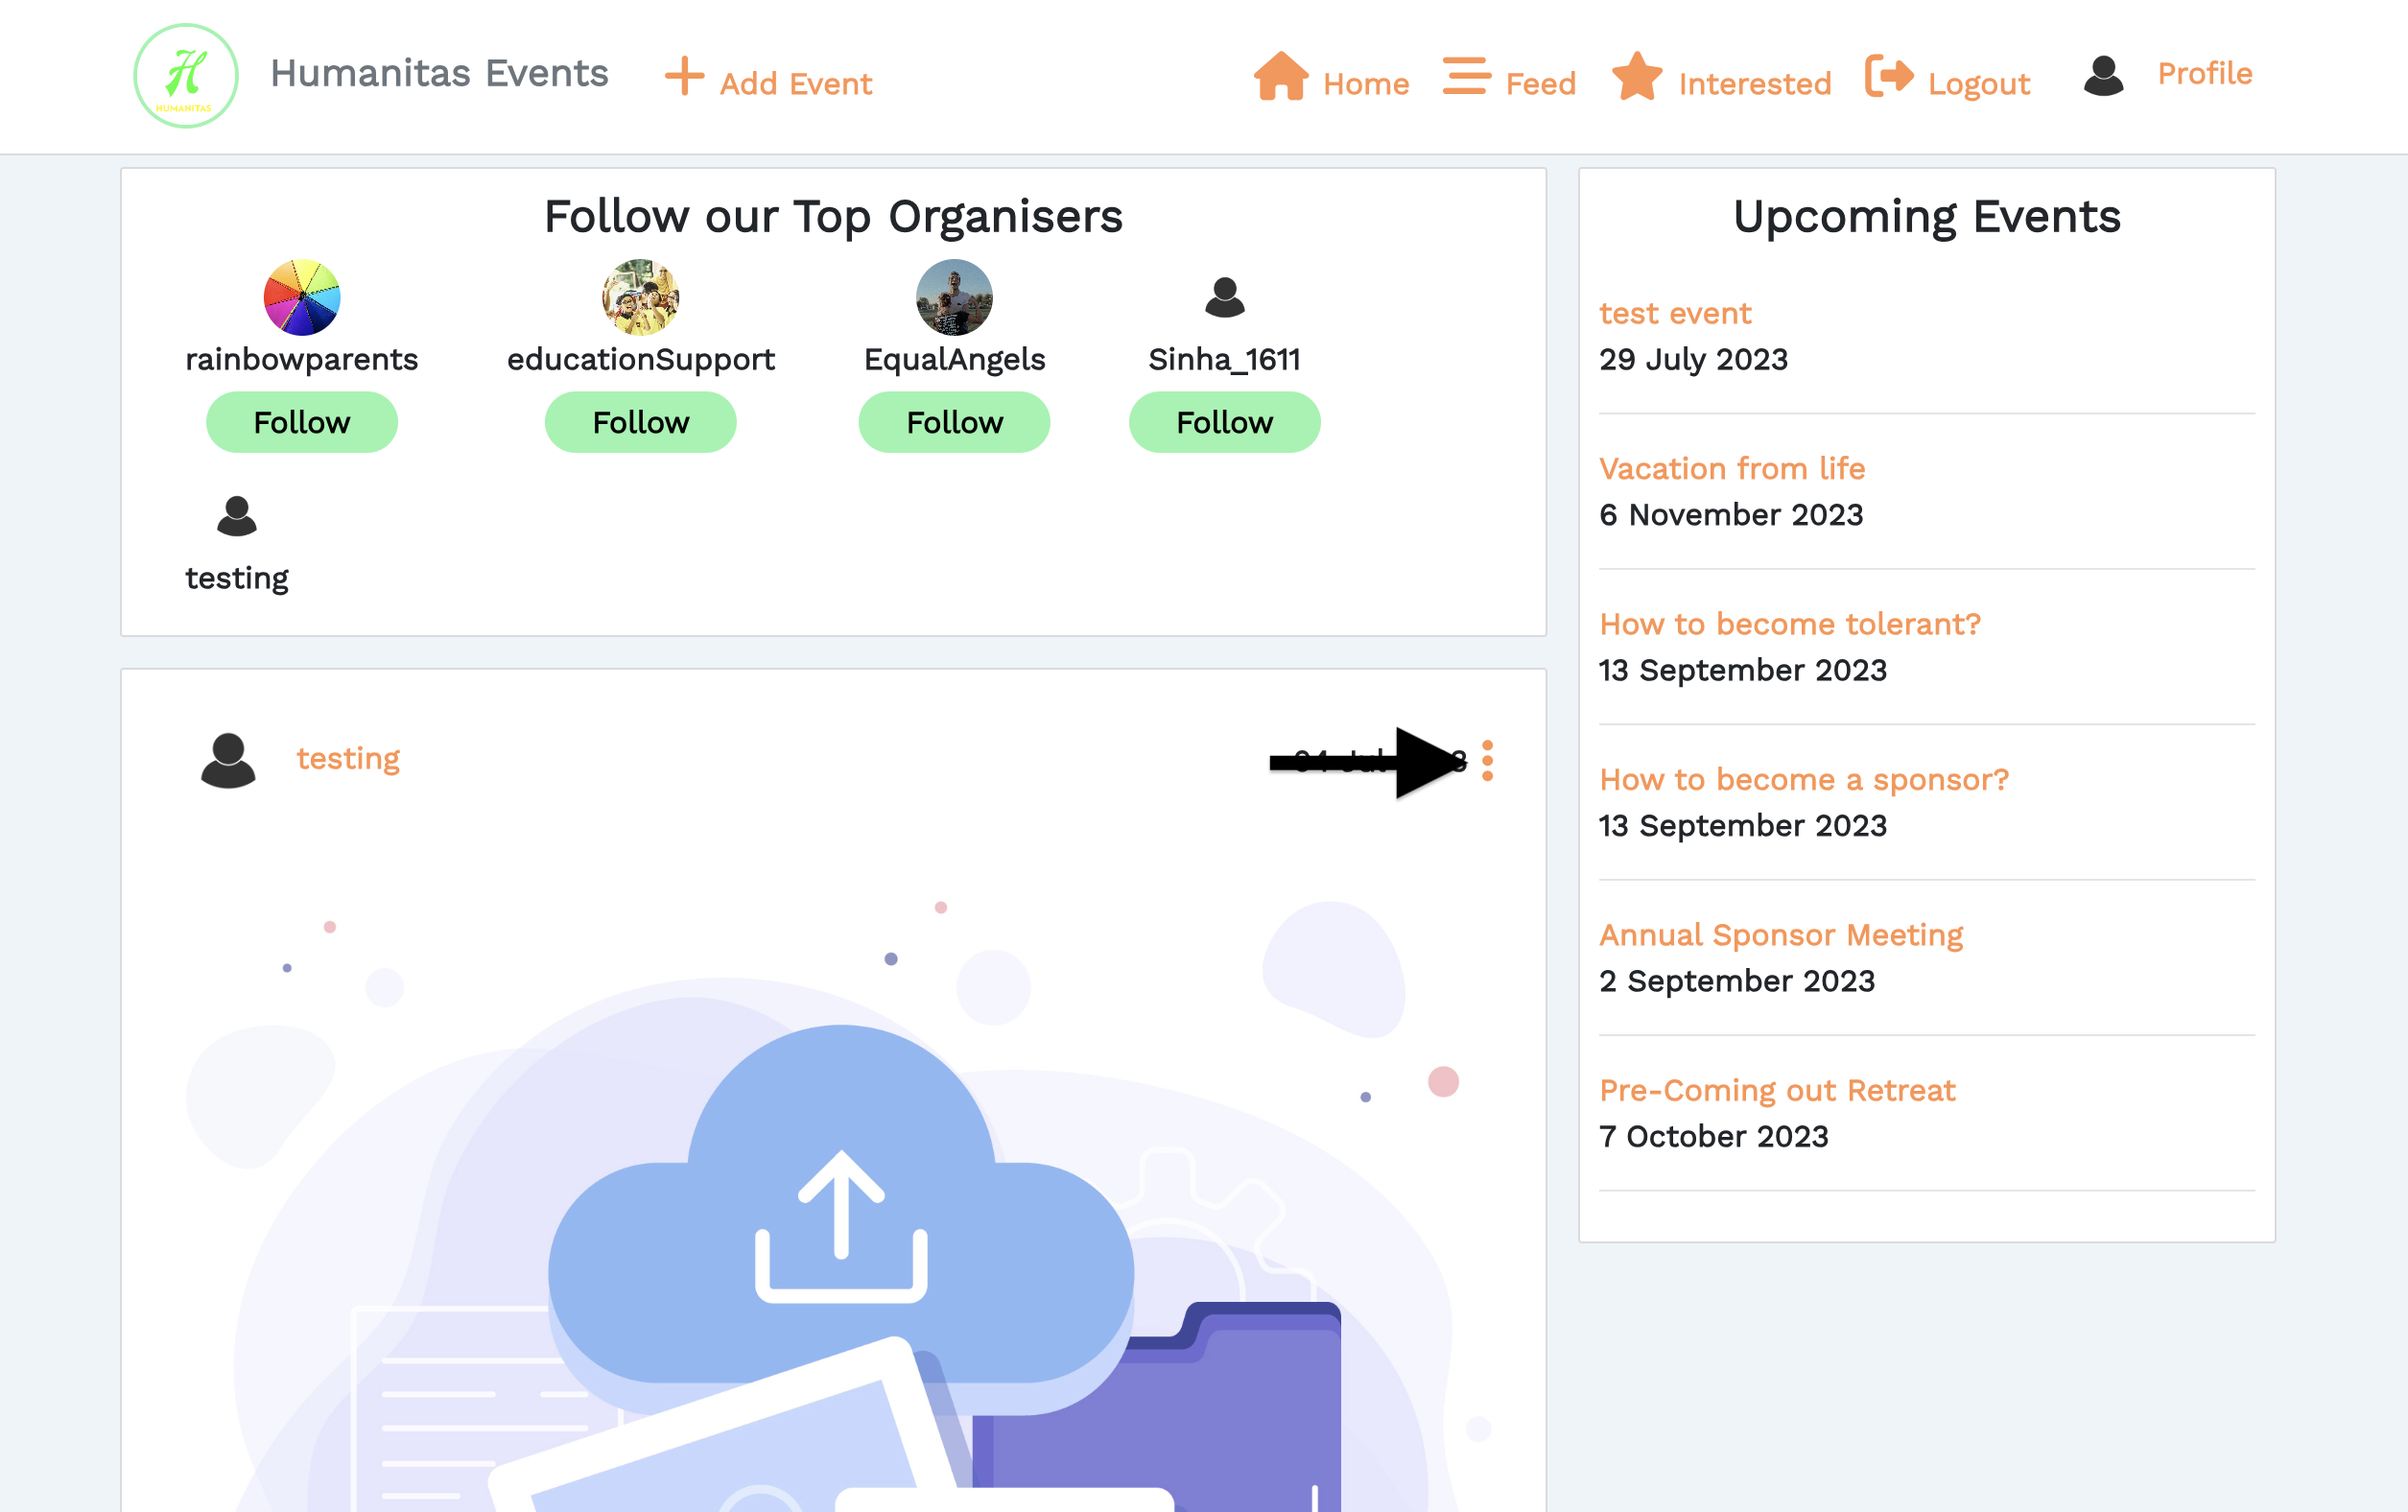 H
HUMANITAS
Humanitas Events
Add Event
Home
Feed
Interested
Logout
Profile
Follow our Top Organisers
rainbowparents
educationSupport
EqualAngels
Sinha_1611
Follow
Follow
Follow
Follow
testing
testing
Upcoming Events
test event
29 July 2023
Vacation from life
6 November 2023
How to become tolerant?
13 September 2023
How to become a sponsor?
13 September 2023
Annual Sponsor Meeting
2 September 2023
Pre-Coming out Retreat
7 October 2023